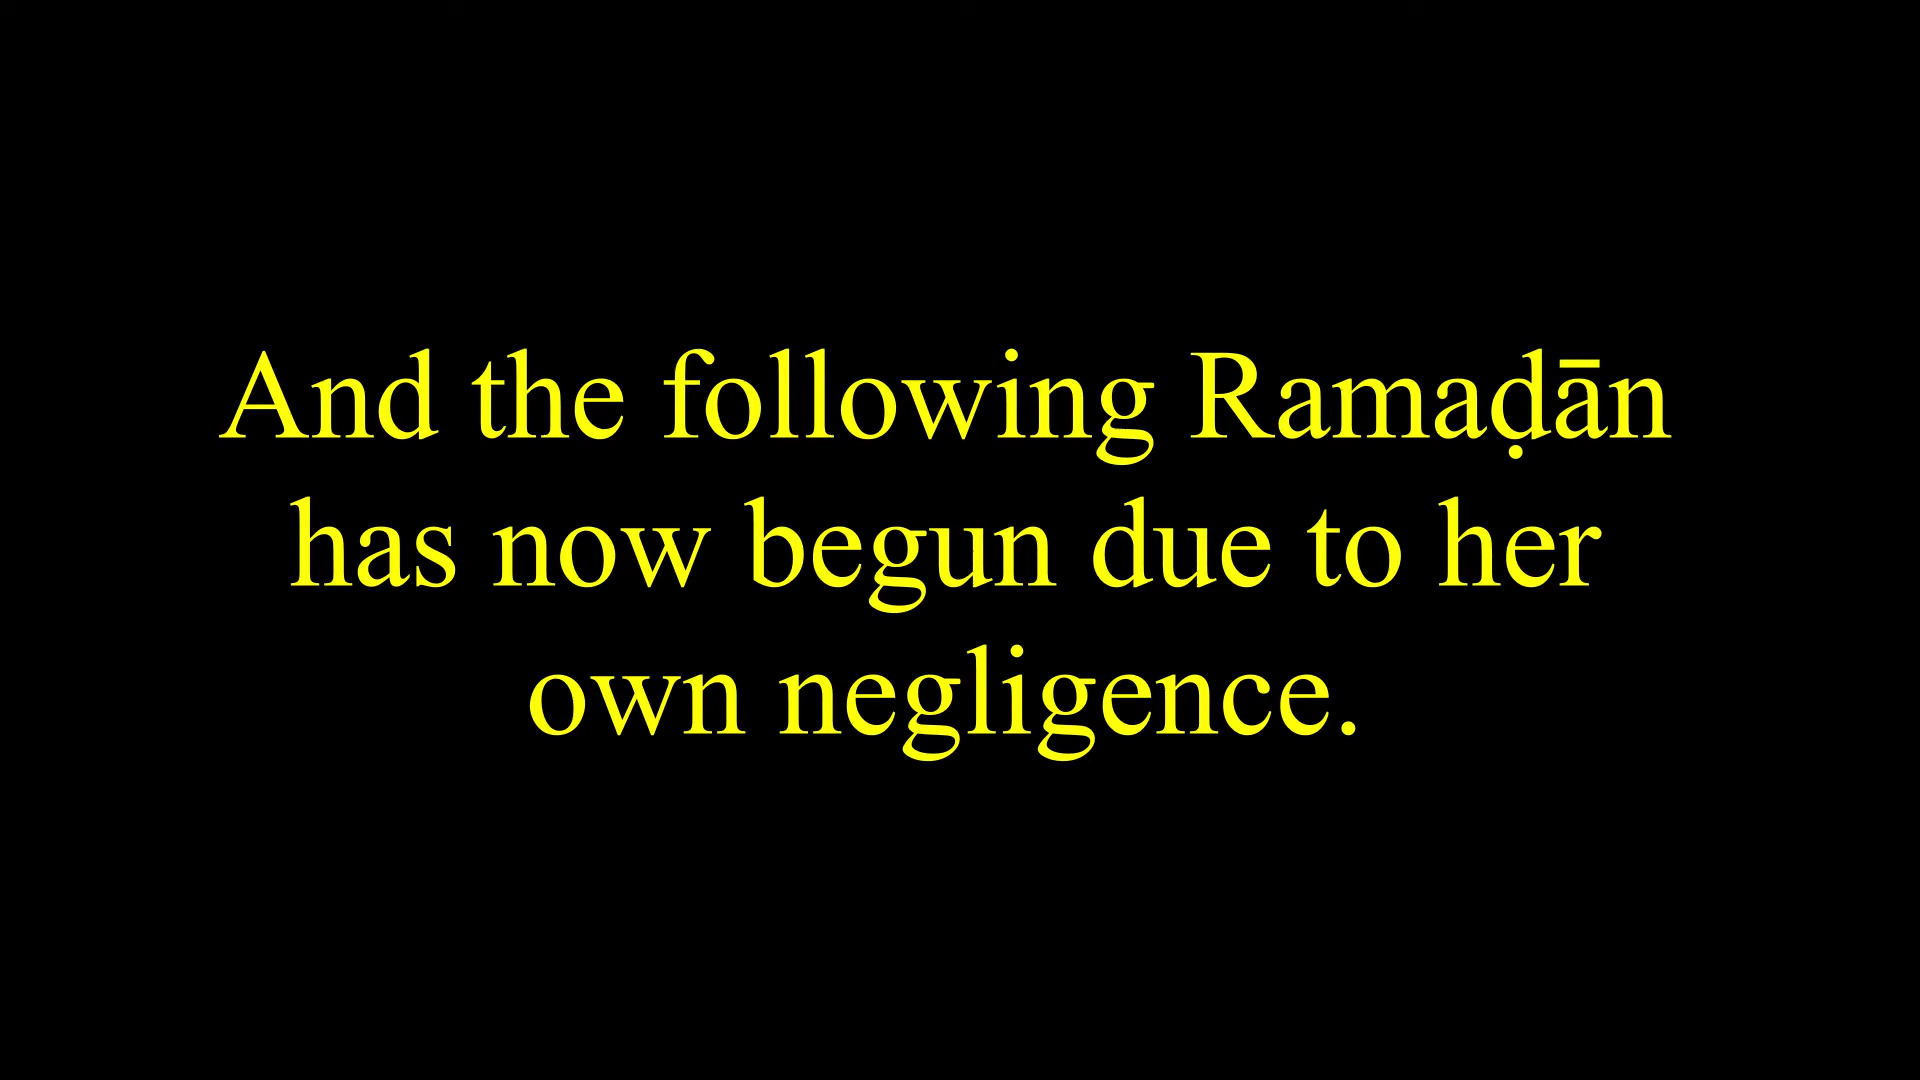 And the following Ramaḍān
has now begun due to her
own negligence.